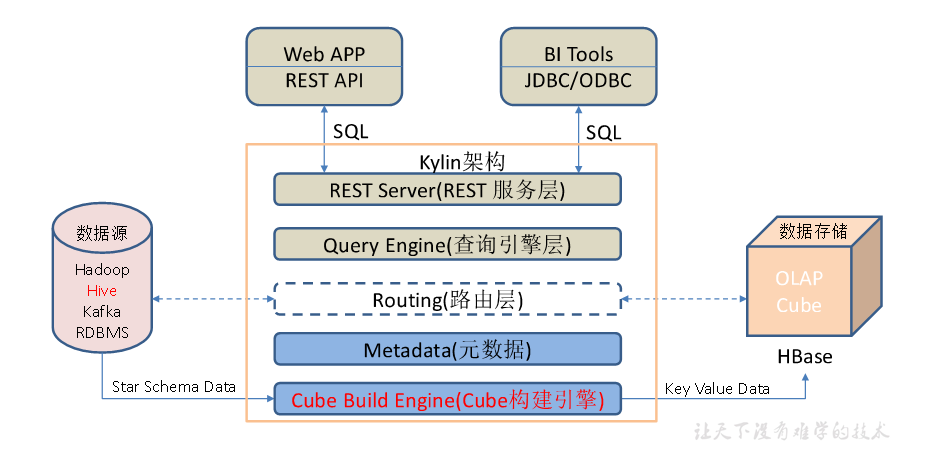 Web APP
REST API
BI Tools
JDBC/ODBC
SQL
SQL
Kylin架构
REST Server(REST 服务层)
Query Engine(查询引擎层)
Routing(路由层)
Metadata(元数据)
Cube Build Engine(Cube构建引擎)
数据源
Hadoop
Hive
Kafka
RDBMS
Star Schema Data
数据存储
OLAP
Cube
HBase
Key Value Data
让天下没有难学的技术